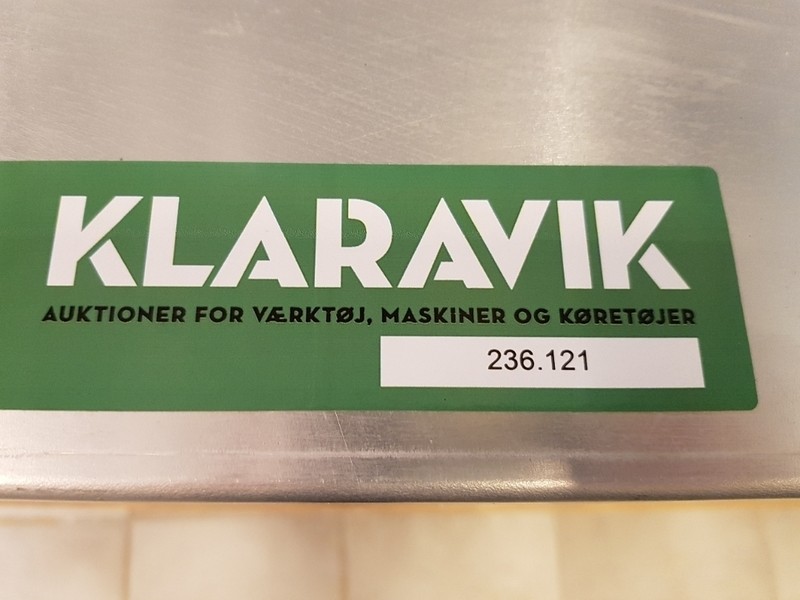 KLARAVIK
AUKTIONER FOR VÆRKTØJ, MASKINER OG KØRETØJER
236.121